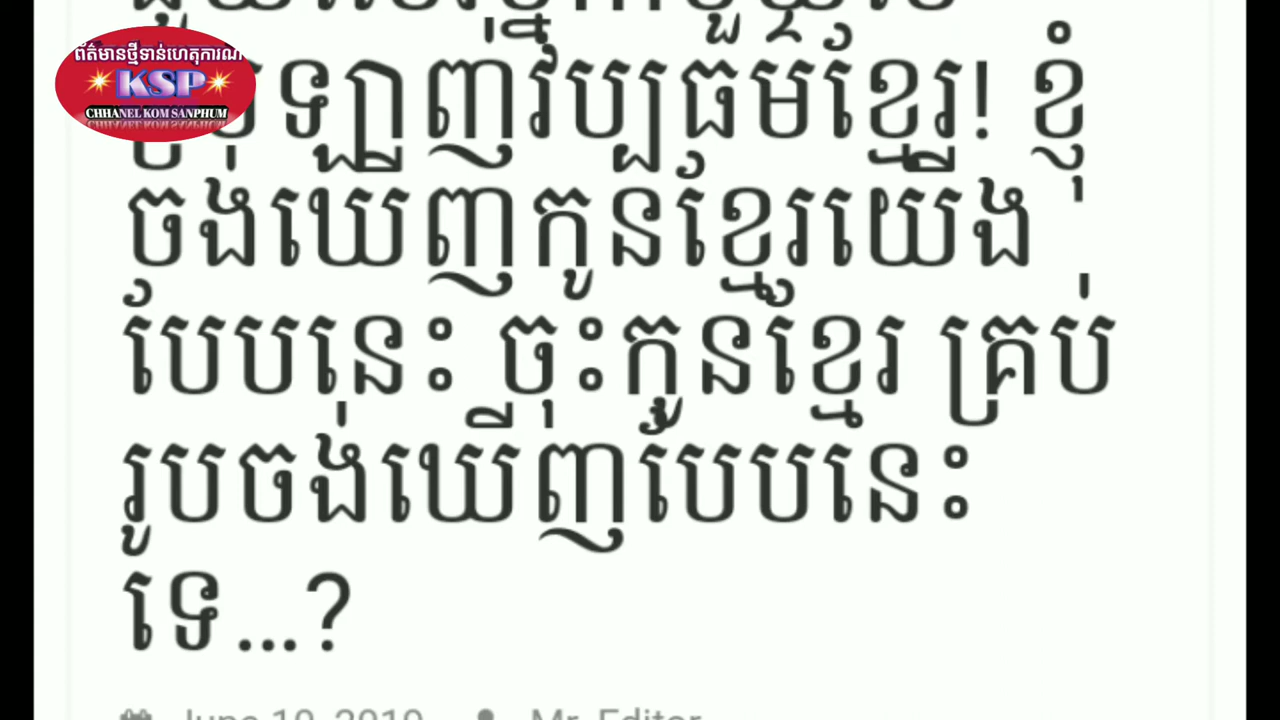 ព័ត៌មានថ្មីទាន់ហេតុការណ៍
KSP
CHHANEL KOM SANPHUM
ឡាញ់វប្បធម៌ខ្មែរ! ខ្ញុំ
ចង់ឃើញកូនខ្មែរយើង
បែបនេះ ចុះកូនខ្មែរ គ្រប់
រូបចង់ឃើញបែបនេះ
ទេ...?
June 10, 2019 Mr. Editor